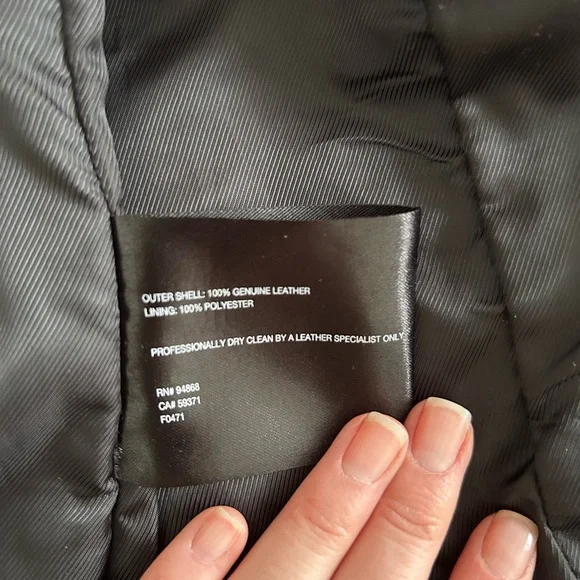 OUTER SHELL: 100% GENUINE LEATHER
LINING: 100% POLYESTER
PROFESSIONALLY DRY CLEAN BY A LEATHER SPECIALIST ONLY
RN# 94868
CA# 59371
F0471